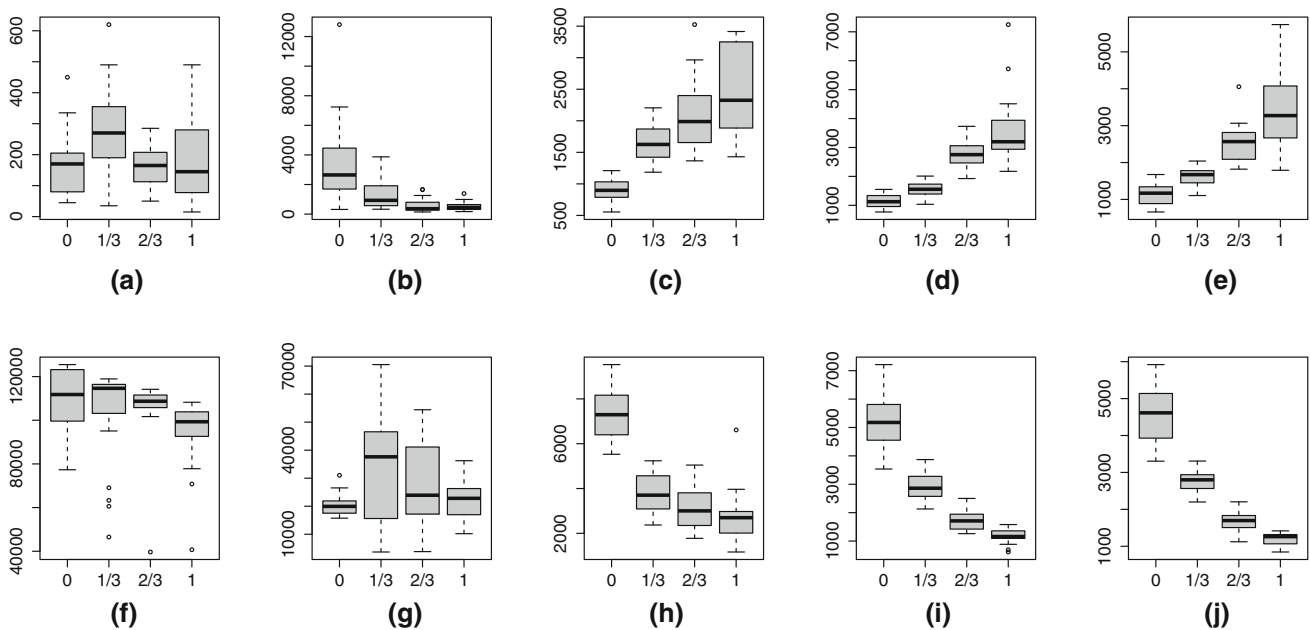 0 200 400 600
0 1/3 2/3 1
(a)
0 4000 8000 12000
0 1/3 2/3 1
(b)
500 1500 2500 3500
0 1/3 2/3 1
(c)
1000 3000 5000 7000
0 1/3 2/3 1
(d)
1000 3000 5000
0 1/3 2/3 1
(e)
40000 80000 120000
0 1/3 2/3 1
(f)
10000 40000 70000
0 1/3 2/3 1
(g)
2000 6000
0 1/3 2/3 1
(h)
1000 3000 5000 7000
0 1/3 2/3 1
(i)
1000 3000 5000
0 1/3 2/3 1
(j)